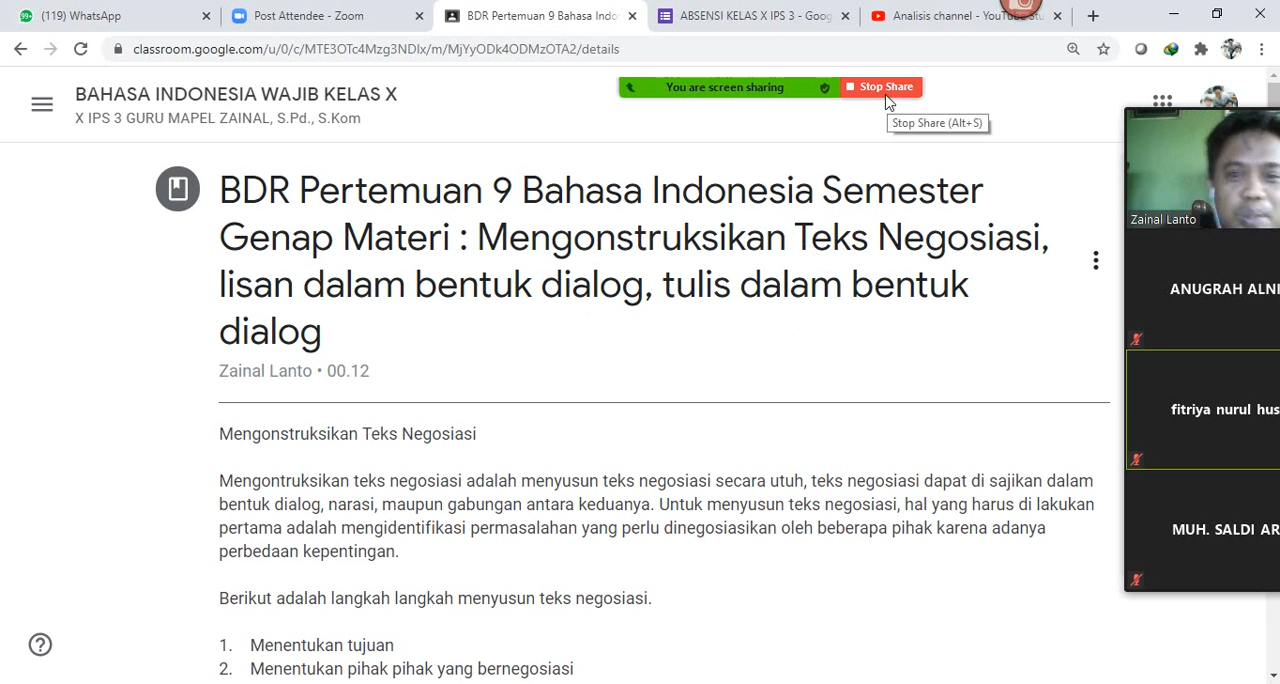 (119) WhatsApp
Post Attendee - Zoom
BDR Pertemuan 9 Bahasa Indo
ABSENSI KELAS X IPS 3 - Goog
Analisis channel - YouTube Stu
classroom.google.com/u/0/c/MTE3OTc4Mzg3NDIx/m/MjYyODk4ODMzOTA2/details
BAHASA INDONESIA WAJIB KELAS X
X IPS 3 GURU MAPEL ZAINAL, S.Pd., S.Kom
You are screen sharing
Stop Share
Stop Share (Alt+S)
BDR Pertemuan 9 Bahasa Indonesia Semester
Genap Materi : Mengonstruksikan Teks Negosiasi,
lisan dalam bentuk dialog, tulis dalam bentuk
dialog
Zainal Lanto • 00.12
Mengonstruksikan Teks Negosiasi
Mengontruksikan teks negosiasi adalah menyusun teks negosiasi secara utuh, teks negosiasi dapat di sajikan dalam
bentuk dialog, narasi, maupun gabungan antara keduanya. Untuk menyusun teks negosiasi, hal yang harus di lakukan
pertama adalah mengidentifikasi permasalahan yang perlu dinegosiasikan oleh beberapa pihak karena adanya
perbedaan kepentingan.
Berikut adalah langkah langkah menyusun teks negosiasi.
1. Menentukan tujuan
2. Menentukan pihak pihak yang bernegosiasi
Zainal Lanto
ANUGRAH ALNI
fitriya nurul hus
MUH. SALDI AR